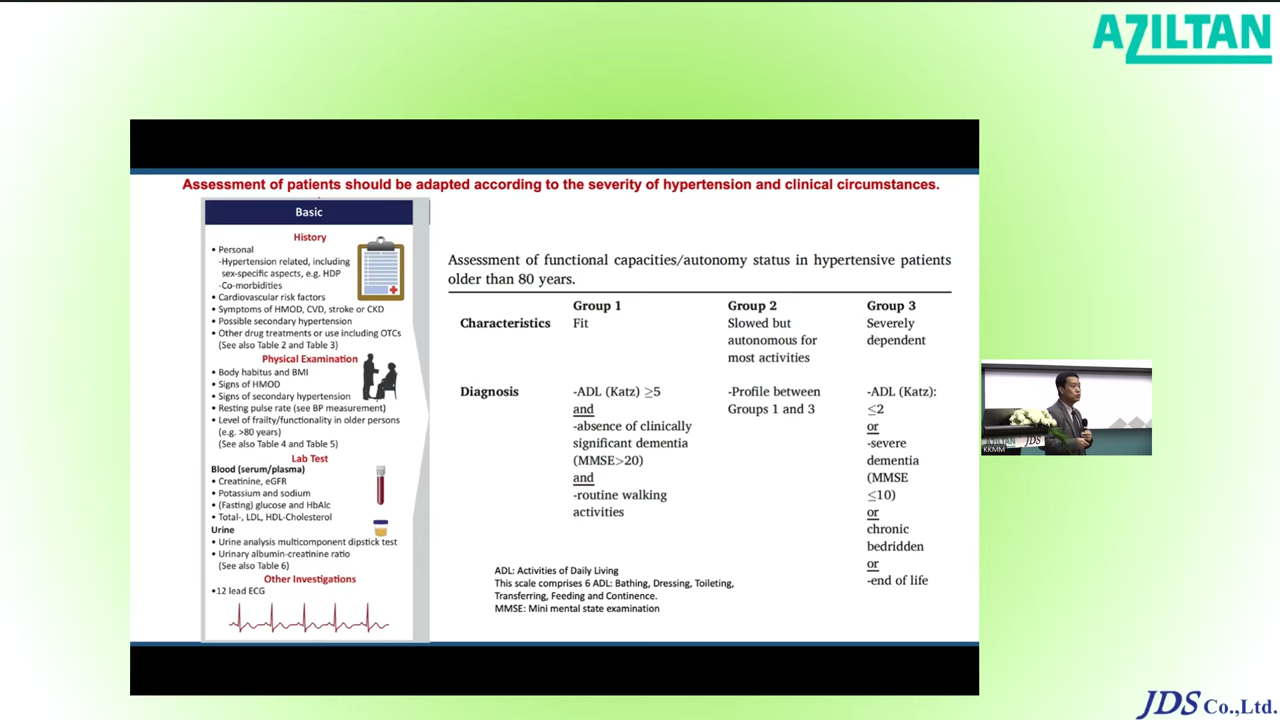 AZILTAN
Assessment of patients should be adapted according to the severity of hypertension and clinical circumstances.
Basic
History
• Personal
-Hypertension related, including
sex-specific aspects, e.g. HDP
-Co-morbidities
• Cardiovascular risk factors
• Symptoms of HMOD, CVD, stroke or CKD
• Possible secondary hypertension
• Other drug treatments or use including OTCs
(See also Table 2 and Table 3)
Physical Examination
• Body habitus and BMI
• Signs of HMOD
• Signs of secondary hypertension
• Resting pulse rate (see BP measurement)
• Level of frailty/functionality in older persons
(e.g. >80 years)
(See also Table 4 and Table 5)
Lab Test
Blood (serum/plasma)
• Creatinine, eGFR
• Potassium and sodium
• (Fasting) glucose and HbAlc
• Total-, LDL, HDL-Cholesterol
Urine
• Urine analysis multicomponent dipstick test
• Urinary albumin-creatinine ratio
(See also Table 6)
Other Investigations
•12 lead ECG
Assessment of functional capacities/autonomy status in hypertensive patients
older than 80 years.
Group 1
Group 2
Group 3
Characteristics
Fit
Slowed but
autonomous for
most activities
Severely
dependent
Diagnosis
-ADL (Katz) ≥5
and
-absence of clinically
significant dementia
(MMSE>20)
and
-routine walking
activities
-Profile between
Groups 1 and 3
-ADL (Katz):
≤2
or
-severe
dementia
(MMSE
≤10)
or
chronic
bedridden
or
-end of life
ADL: Activities of Daily Living
This scale comprises 6 ADL: Bathing, Dressing, Toileting,
Transferring, Feeding and Continence.
MMSE: Mini mental state examination
AZILTAN
JDS
KKMM
JDS Co.,Ltd.